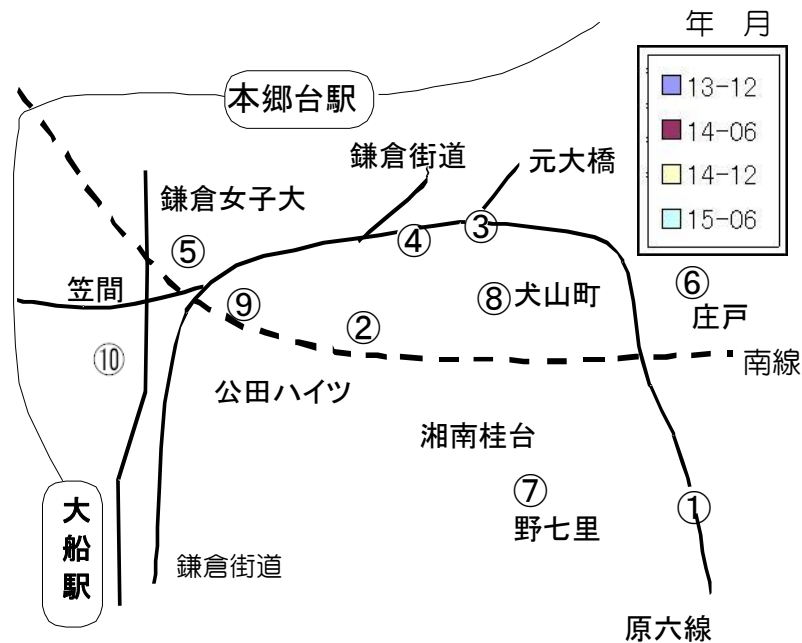 年 月
13-12
14-06
14-12
15-06
本郷台駅
鎌倉街道
元大橋
鎌倉女子大
③
④
⑤
⑥
庄戸
笠間
⑨
⑧犬山町
②
⑩
南線
公田ハイツ
湘南桂台
⑦
野七里
①
大船駅
鎌倉街道
原六線